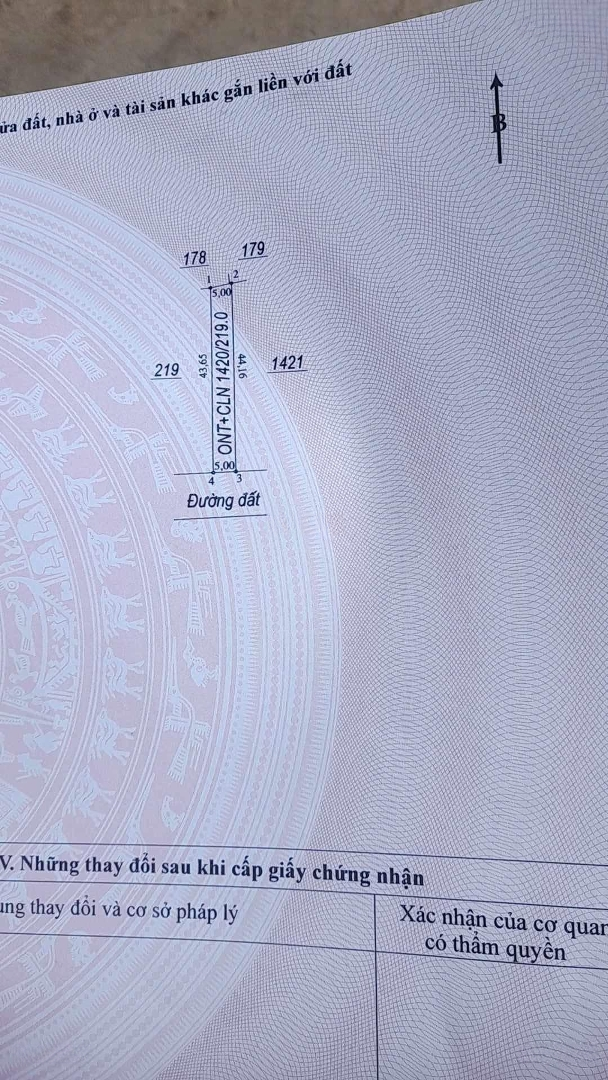 ửa đất, nhà ở và tài sản khác gắn liền với đất
B
178
179
1
2
5,00
219
43,65
ONT+CLN 1420/219.0
44,16
1421
5,00
4
3
Đường đất
V. Những thay đổi sau khi cấp giấy chứng nhận
ung thay đổi và cơ sở pháp lý
Xác nhận của cơ quan
có thẩm quyền